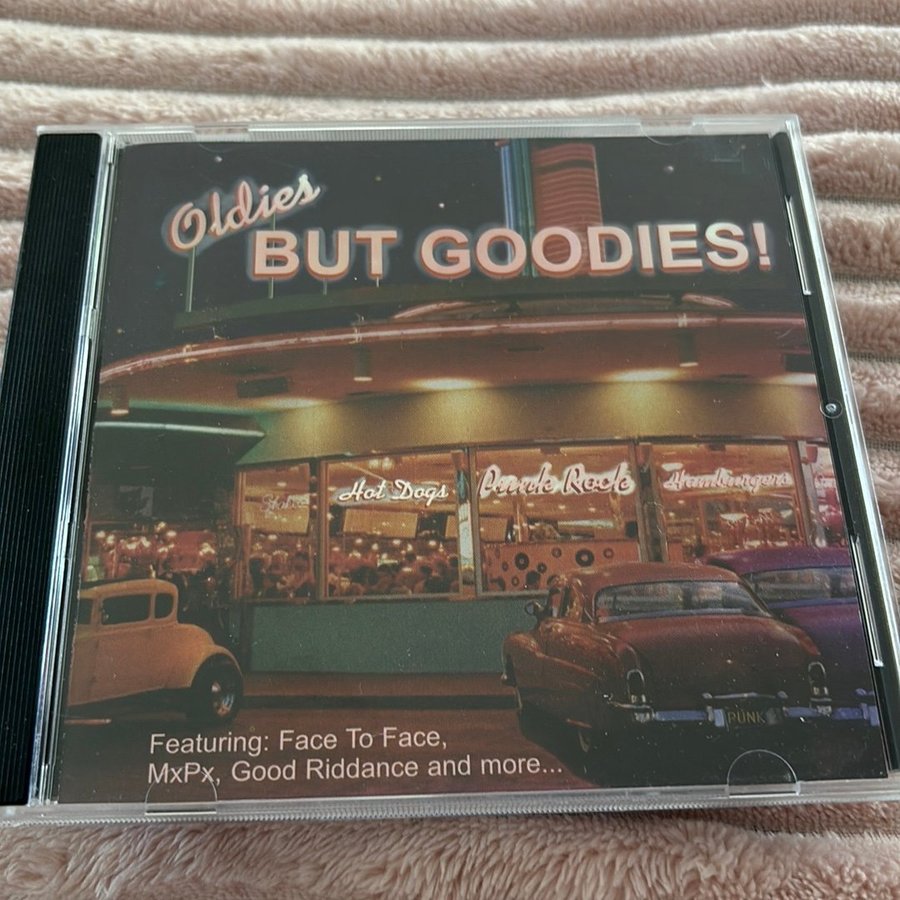 Oldies
BUT GOODIES!
Hot Dogs
Punk Rock
Hamburgers
PUNK
Featuring: Face To Face,
MxPx, Good Riddance and more...